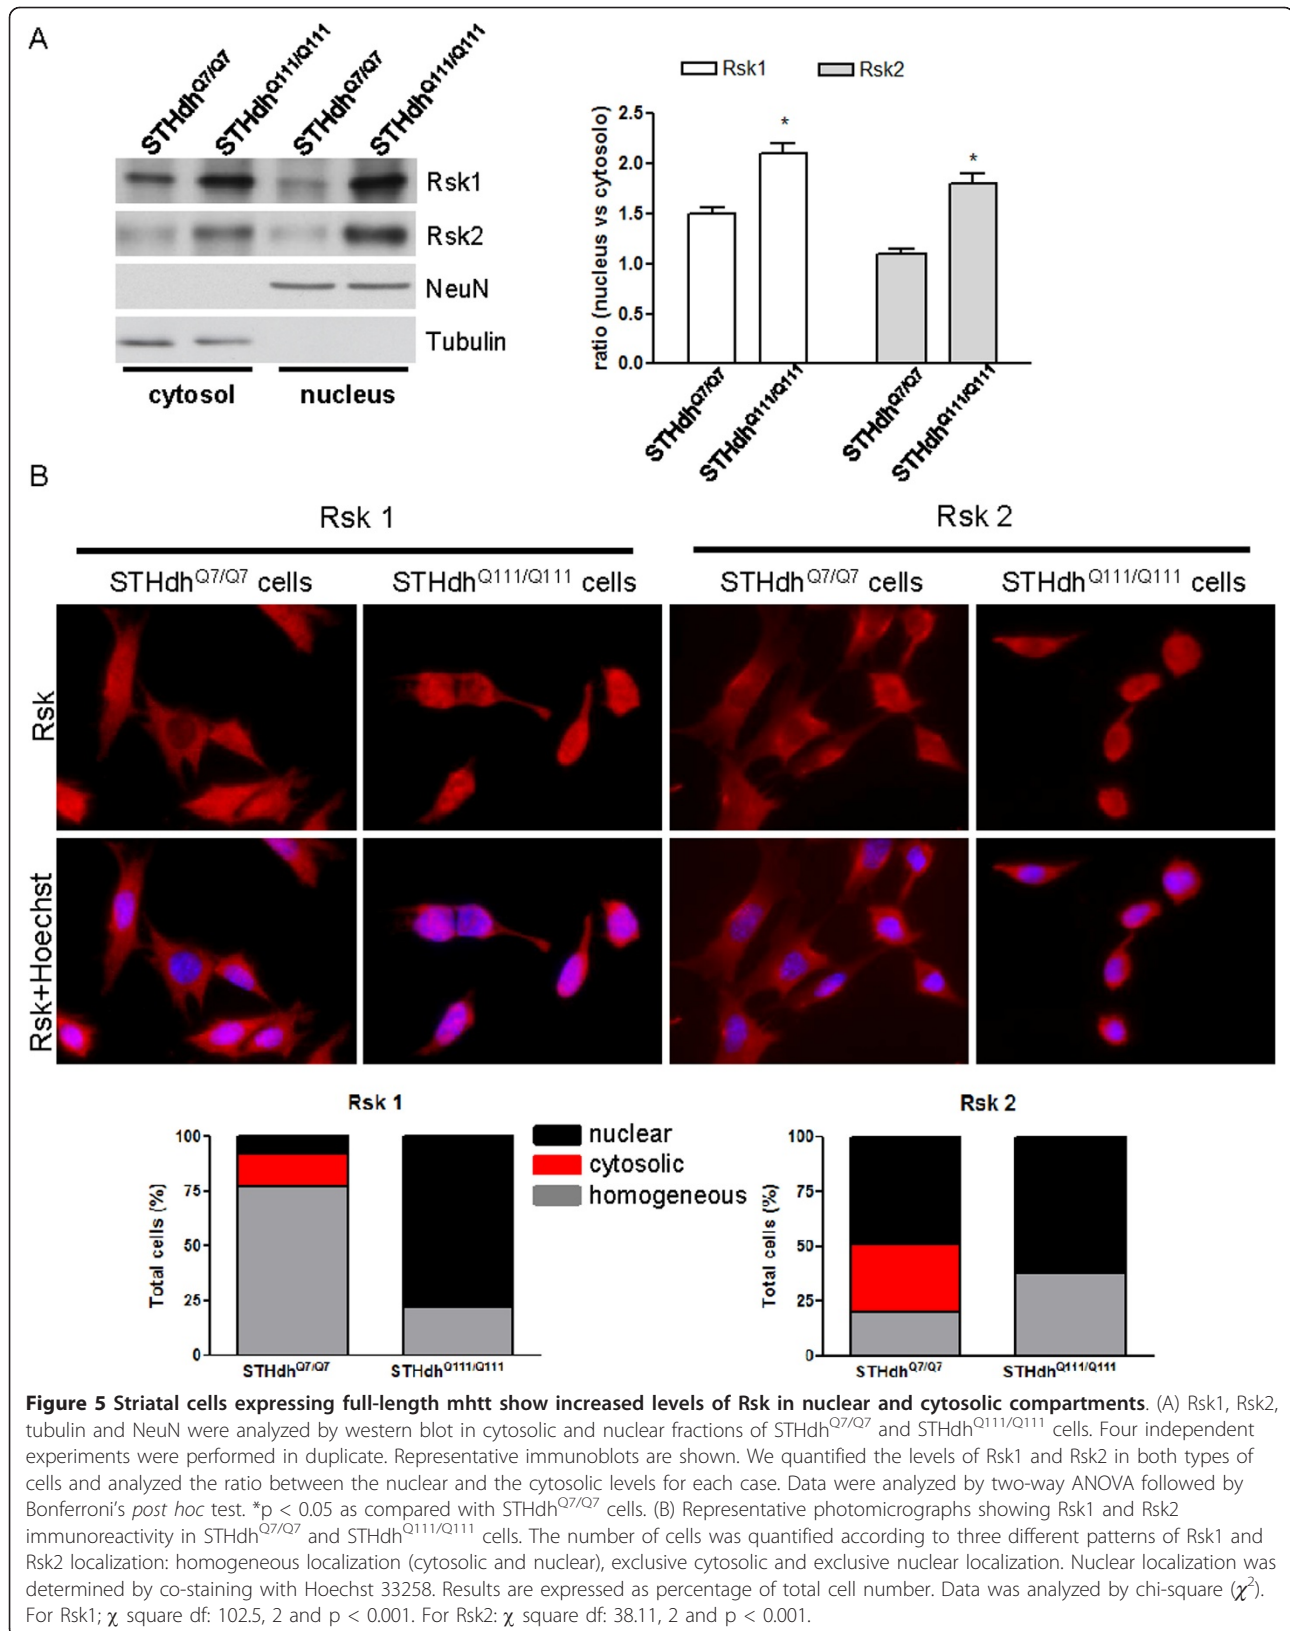 A
STHdhQ7/Q7
STHdhQ111/Q111
STHdhQ7/Q7
STHdhQ111/Q111
Rsk1
Rsk2
NeuN
Tubulin
cytosol
nucleus
Rsk1
Rsk2
ratio (nucleus vs cytosolo)
2.5
2.0
1.5
1.0
0.5
0.0
*
*
STHdhQ7/Q7
STHdhQ111/Q111
STHdhQ7/Q7
STHdhQ111/Q111
B
Rsk 1
Rsk 2
STHdhQ7/Q7 cells
STHdhQ111/Q111 cells
STHdhQ7/Q7 cells
STHdhQ111/Q111 cells
Rsk
Rsk+Hoechst
Rsk 1
Total cells (%)
100
75
50
25
0
STHdhQ7/Q7
STHdhQ111/Q111
nuclear
cytosolic
homogeneous
Rsk 2
Total cells (%)
100
75
50
25
0
STHdhQ7/Q7
STHdhQ111/Q111
Figure 5 Striatal cells expressing full-length mhtt show increased levels of Rsk in nuclear and cytosolic compartments. (A) Rsk1, Rsk2,
tubulin and NeuN were analyzed by western blot in cytosolic and nuclear fractions of STHdhQ7/Q7 and STHdhQ111/Q111 cells. Four independent
experiments were performed in duplicate. Representative immunoblots are shown. We quantified the levels of Rsk1 and Rsk2 in both types of
cells and analyzed the ratio between the nuclear and the cytosolic levels for each case. Data were analyzed by two-way ANOVA followed by
Bonferroni's post hoc test. *p < 0.05 as compared with STHdhQ7/Q7 cells. (B) Representative photomicrographs showing Rsk1 and Rsk2
immunoreactivity in STHdhQ7/Q7 and STHdhQ111/Q111 cells. The number of cells was quantified according to three different patterns of Rsk1 and
Rsk2 localization: homogeneous localization (cytosolic and nuclear), exclusive cytosolic and exclusive nuclear localization. Nuclear localization was
determined by co-staining with Hoechst 33258. Results are expressed as percentage of total cell number. Data was analyzed by chi-square (χ2).
For Rsk1; χ square df: 102.5, 2 and p < 0.001. For Rsk2: χ square df: 38.11, 2 and p < 0.001.